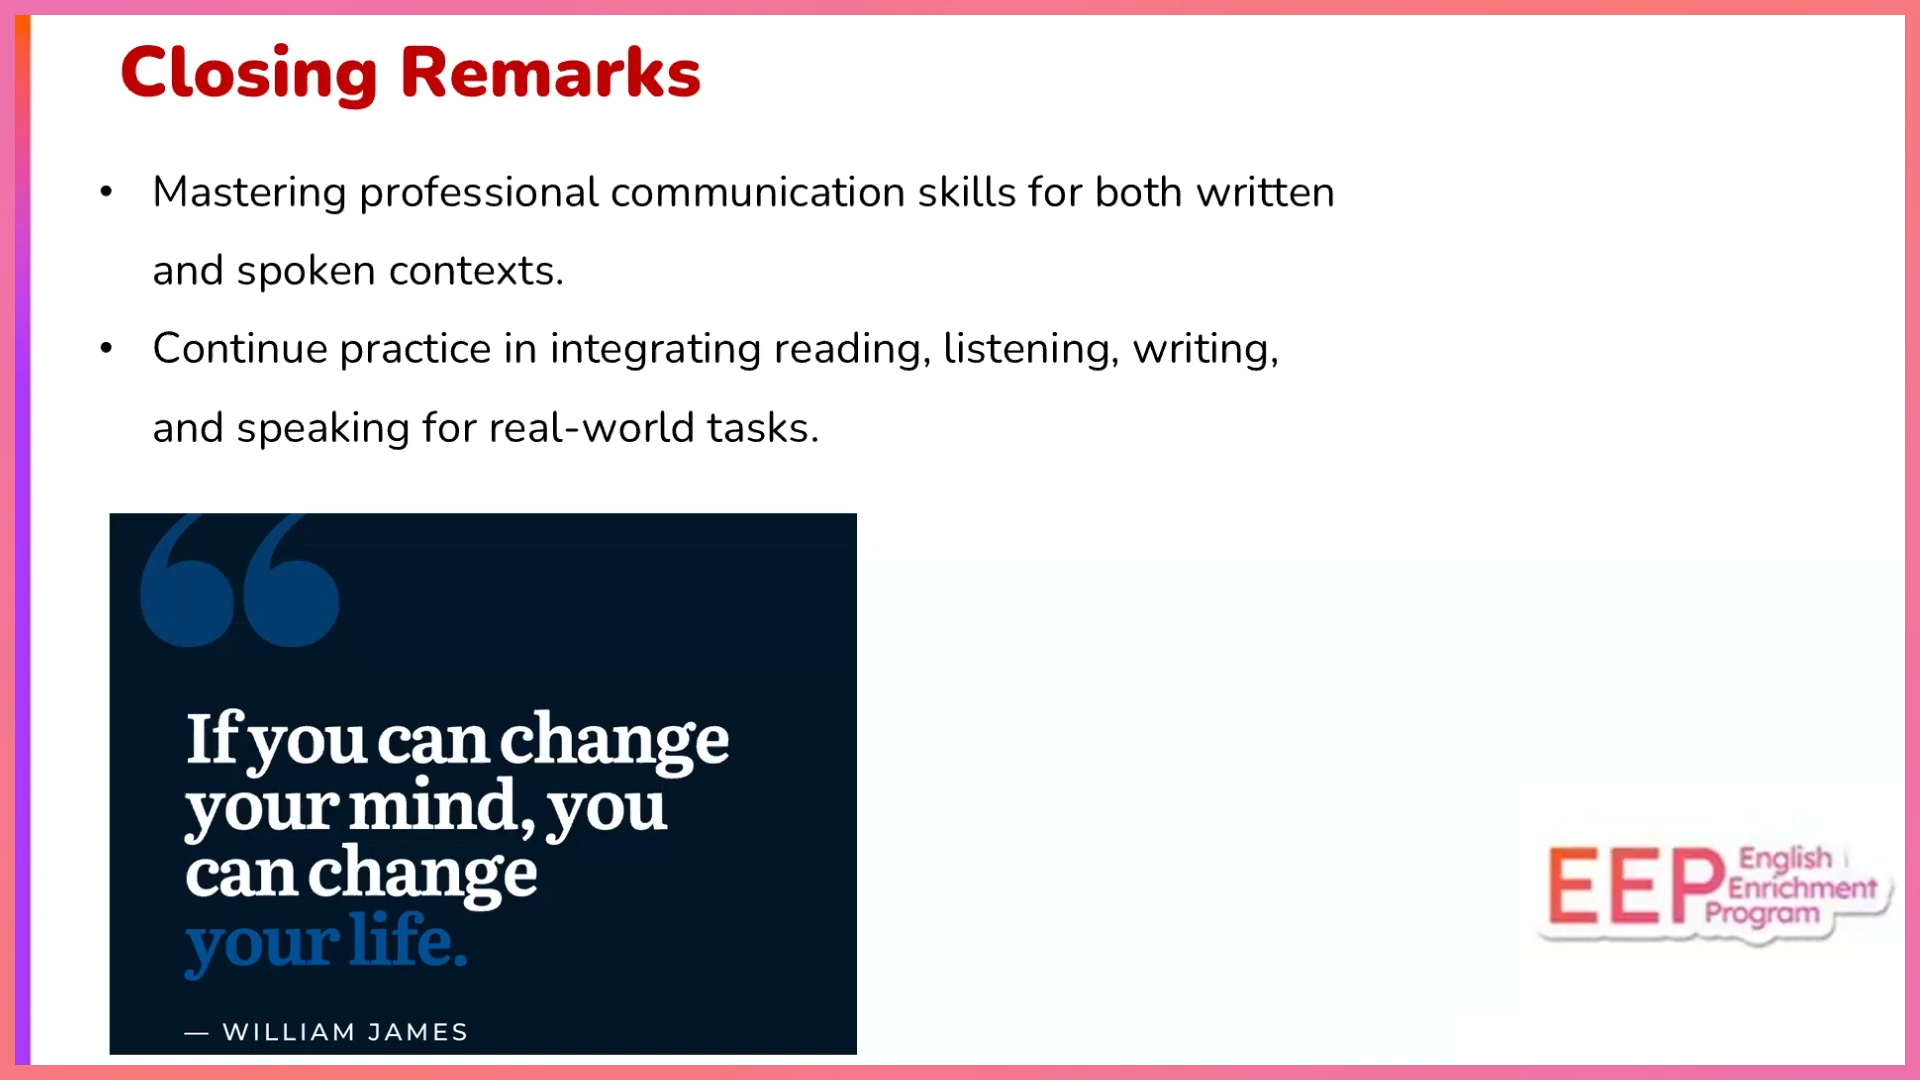 Closing Remarks
• Mastering professional communication skills for both written
and spoken contexts.
• Continue practice in integrating reading, listening, writing,
and speaking for real-world tasks.
“
If you can change
your mind, you
can change
your life.
— WILLIAM JAMES
EEP English
Enrichment
Program